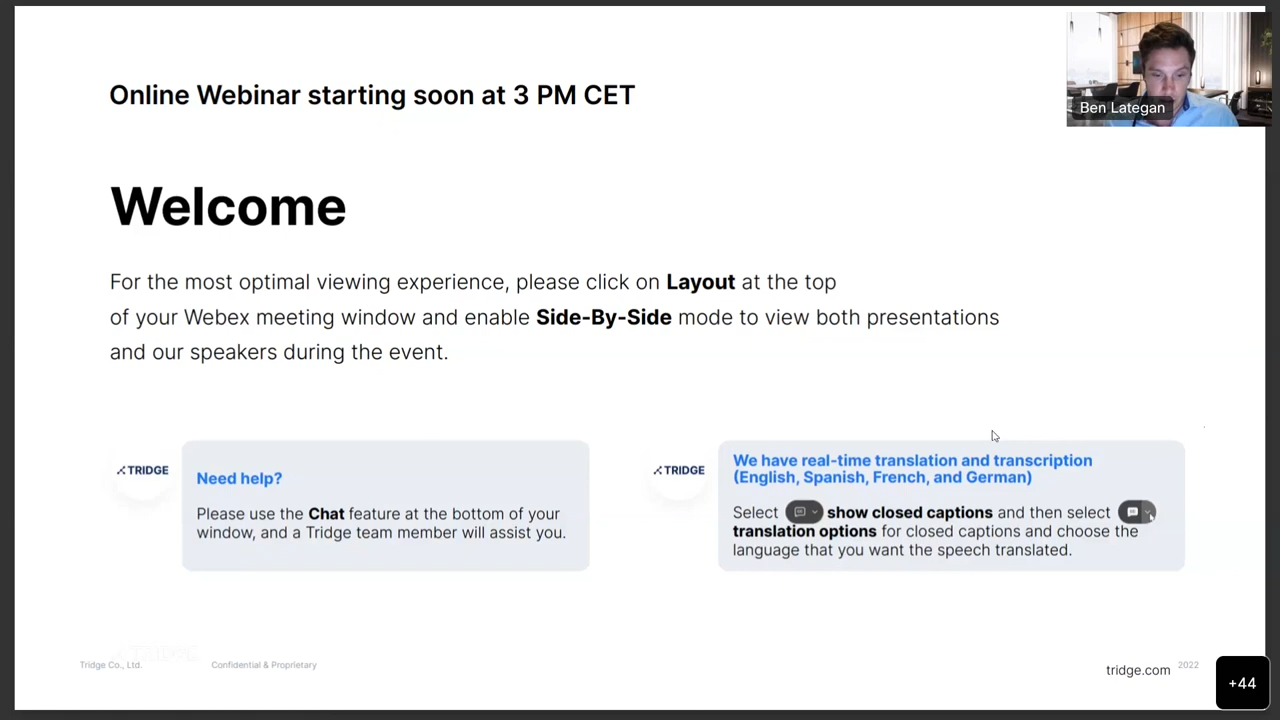 Online Webinar starting soon at 3 PM CET
Ben Lategan
Welcome
For the most optimal viewing experience, please click on Layout at the top
of your Webex meeting window and enable Side-By-Side mode to view both presentations
and our speakers during the event.
TRIDGE
Need help?
Please use the Chat feature at the bottom of your
window, and a Tridge team member will assist you.
TRIDGE
We have real-time translation and transcription
(English, Spanish, French, and German)
Select show closed captions and then select
translation options for closed captions and choose the
language that you want the speech translated.
Tridge Co., Ltd.
Confidential & Proprietary
tridge.com
2022
+44